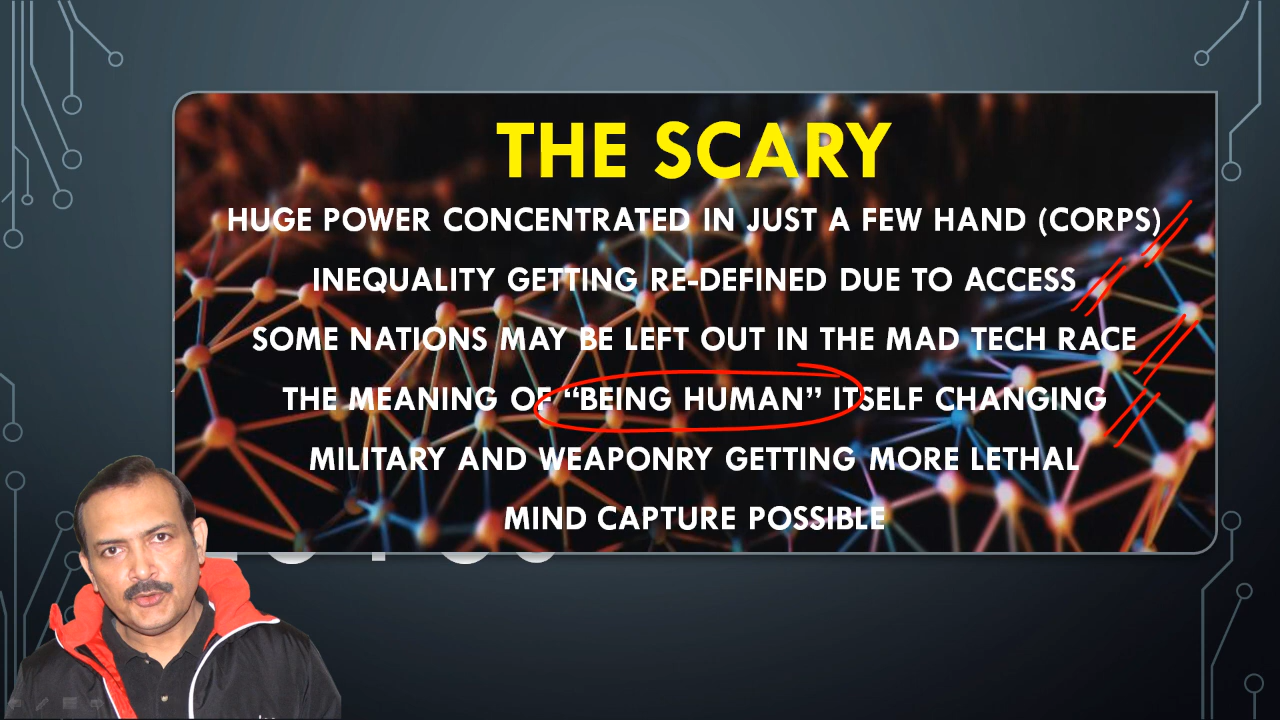 THE SCARY
HUGE POWER CONCENTRATED IN JUST A FEW HAND (CORPS)
INEQUALITY GETTING RE-DEFINED DUE TO ACCESS
SOME NATIONS MAY BE LEFT OUT IN THE MAD TECH RACE
THE MEANING OF “BEING HUMAN” ITSELF CHANGING
MILITARY AND WEAPONRY GETTING MORE LETHAL
MIND CAPTURE POSSIBLE